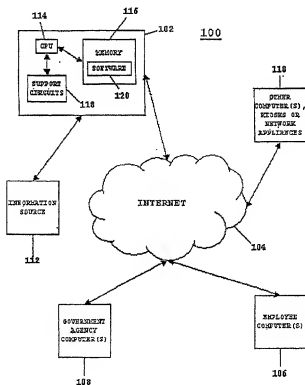 114
116
102
100
CPU
MEMORY
SOFTWARE
120
SUPPORT
CIRCUITS
118
110
OTHER
COMPUTER(S),
KIOSKS OR
NETWORK
APPLIANCES
INTERNET
INFORMATION
SOURCE
104
112
GOVERNMENT
AGENCY
COMPUTER(S)
EMPLOYEE
COMPUTER(S)
108
106